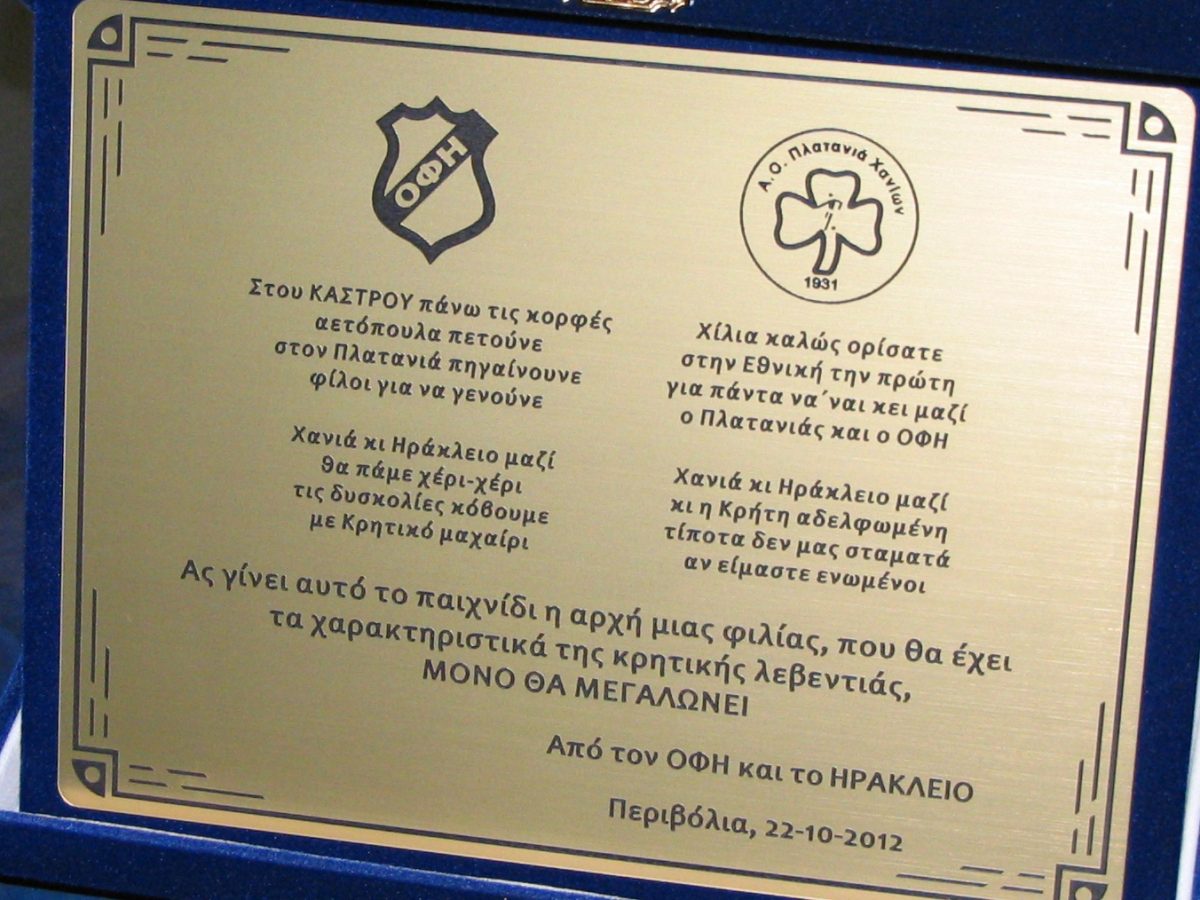 ΟΦΗ
Α.Ο. Πλατανιά Χανίων
1931
Στου ΚΑΣΤΡΟΥ πάνω τις κορφές
αετόπουλα πετούνε
στον Πλατανιά πηγαίνουνε
φίλοι για να γενούνε
Χανιά κι Ηράκλειο μαζί
θα πάμε χέρι-χέρι
τις δυσκολίες κόβουμε
με Κρητικό μαχαίρι
Χίλια καλώς ορίσατε
στην Εθνική την πρώτη
για πάντα να΄ναι κει μαζί
ο Πλατανιάς και ο ΟΦΗ
Χανιά κι Ηράκλειο μαζί
κι η Κρήτη αδελφωμένη
τίποτα δεν μας σταματά
αν είμαστε ενωμένοι
Ας γίνει αυτό το παιχνίδι η αρχή μιας φιλίας, που θα έχει
τα χαρακτηριστικά της κρητικής λεβεντιάς,
ΜΟΝΟ ΘΑ ΜΕΓΑΛΩΝΕΙ
Από τον ΟΦΗ και το ΗΡΑΚΛΕΙΟ
Περιβόλια, 22-10-2012